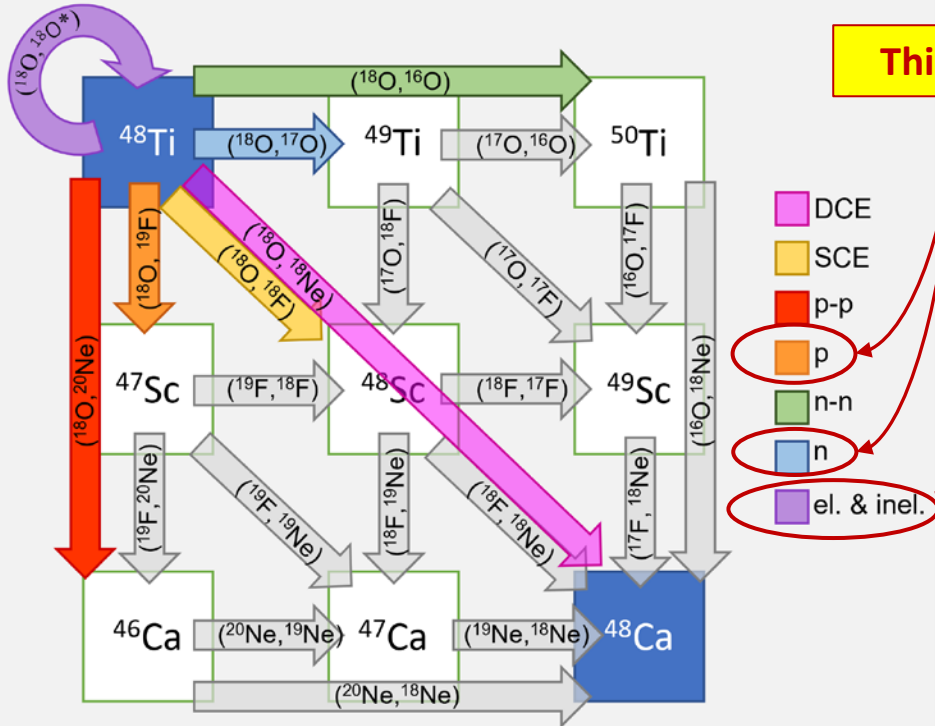 (¹⁸O, ¹⁸O*)
Thi
(¹⁸O, ¹⁶O)
⁴⁸Ti
(¹⁸O, ¹⁷O)
⁴⁹Ti
(¹⁷O, ¹⁶O)
⁵⁰Ti
(¹⁸O, ¹⁹F)
(¹⁸O, ¹⁸F)
(¹⁸O, ¹⁸Ne)
(¹⁷O, ¹⁸F)
(¹⁷O, ¹⁷F)
(¹⁶O, ¹⁷F)
DCE
SCE
p-p
p
n-n
n
el. & inel.
(¹⁸O, ²⁰Ne)
⁴⁷Sc
(¹⁹F, ¹⁸F)
⁴⁸Sc
(¹⁸F, ¹⁷F)
⁴⁹Sc
(¹⁶O, ¹⁸Ne)
(¹⁹F, ²⁰Ne)
(¹⁹F, ¹⁹Ne)
(¹⁸F, ¹⁹Ne)
(¹⁸F, ¹⁸Ne)
(¹⁷F, ¹⁸Ne)
⁴⁶Ca
(²⁰Ne, ¹⁹Ne)
⁴⁷Ca
(¹⁹Ne, ¹⁸Ne)
⁴⁸Ca
(²⁰Ne, ¹⁸Ne)